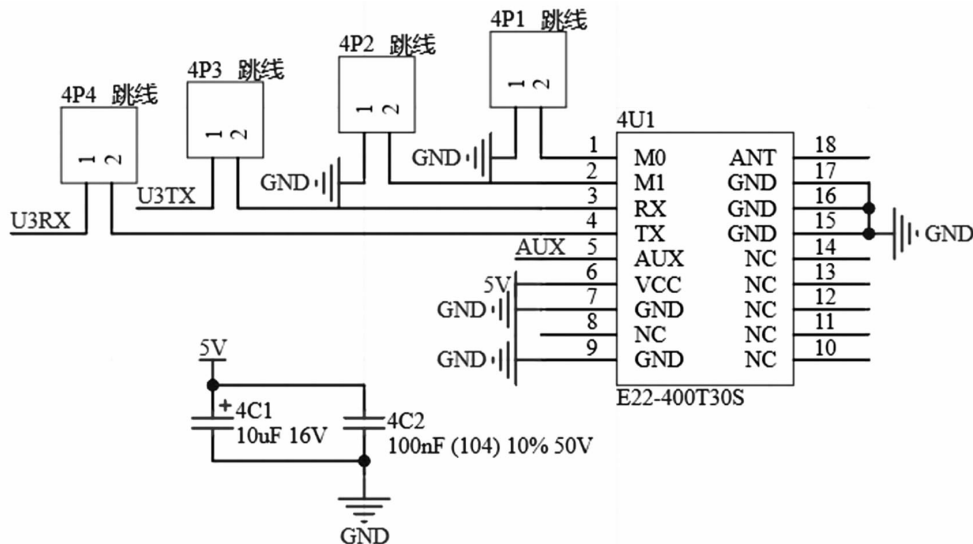 4P1 跳线
1 2
4P2 跳线
1 2
4P3 跳线
1 2
4P4 跳线
1 2
GND
GND
U3TX
U3RX
AUX
5V
GND
GND
4U1
1 M0 ANT 18
2 M1 GND 17
3 RX GND 16
4 TX GND 15
5 AUX NC 14
6 VCC NC 13
7 GND NC 12
8 NC NC 11
9 GND NC 10
GND
E22-400T30S
5V
+ 4C1
10uF 16V
4C2
100nF (104) 10% 50V
GND